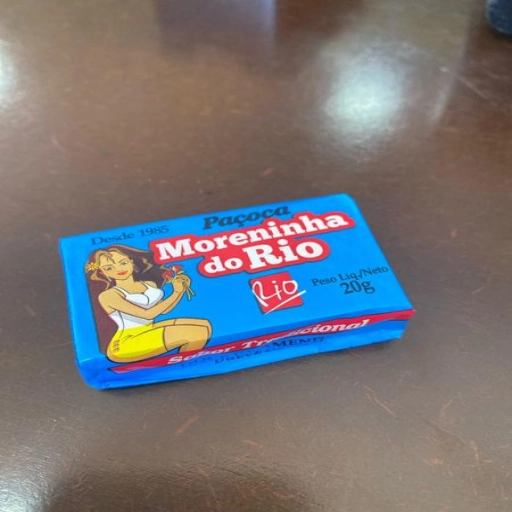 Desde 1985
Paçoca
Moreninha
do Rio
Rio
Peso Líq./Neto
20g
Sabor Tradicional